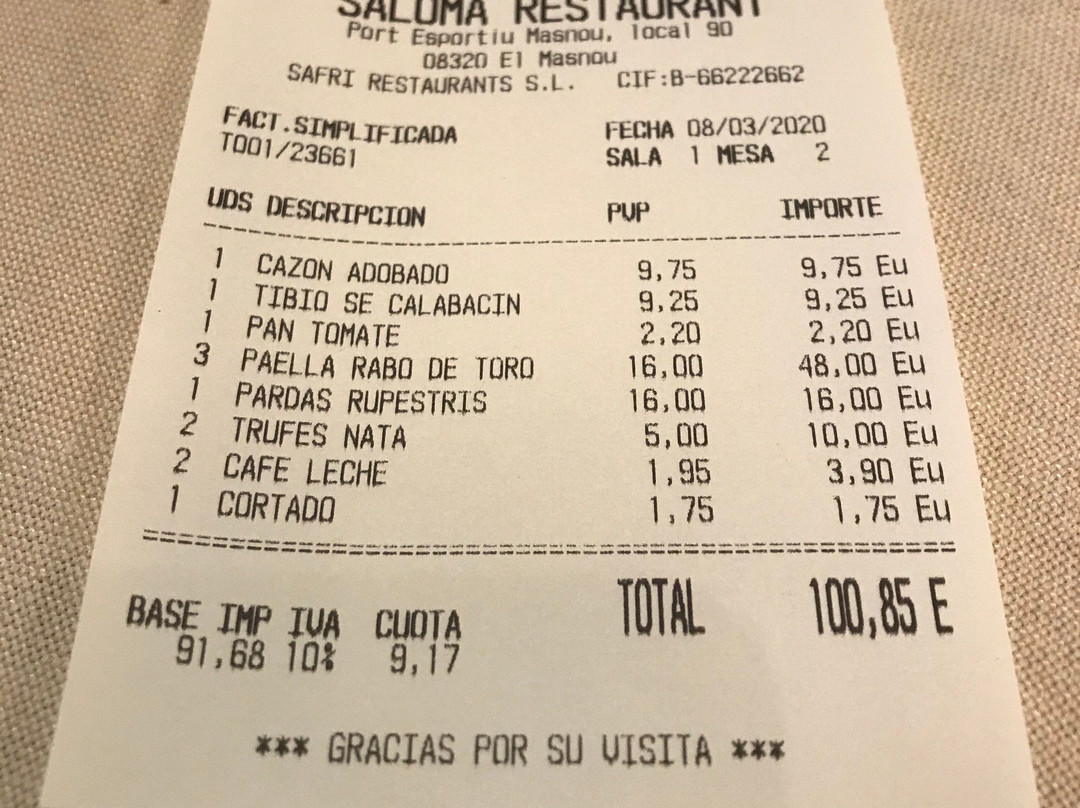 SALOMA RESTAURANT
Port Esportiu Masnou, local 90
08320 El Masnou
SAFRI RESTAURANTS S.L. CIF:B-66222662
FACT.SIMPLIFICADA FECHA 08/03/2020
T001/23661 SALA 1 MESA 2
UDS DESCRIPCION PVP IMPORTE
1 CAZON ADOBADO 9,75 9,75 Eu
1 TIBIO SE CALABACIN 9,25 9,25 Eu
1 PAN TOMATE 2,20 2,20 Eu
3 PAELLA RABO DE TORO 16,00 48,00 Eu
1 PARDAS RUPESTRIS 16,00 16,00 Eu
2 TRUFES NATA 5,00 10,00 Eu
2 CAFE LECHE 1,95 3,90 Eu
1 CORTADO 1,75 1,75 Eu
TOTAL 100,85 E
BASE IMP IVA CUOTA
91,68 10% 9,17
*** GRACIAS POR SU VISITA ***